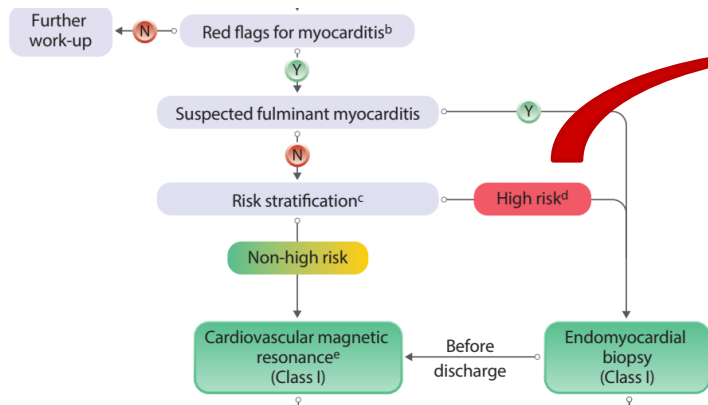 Further
work-up
N
Red flags for myocarditisᵇ
Y
Suspected fulminant myocarditis
Y
N
Risk stratificationᶜ
High riskᵈ
Non-high risk
Cardiovascular magnetic
resonanceᵉ
(Class I)
Before
discharge
Endomyocardial
biopsy
(Class I)